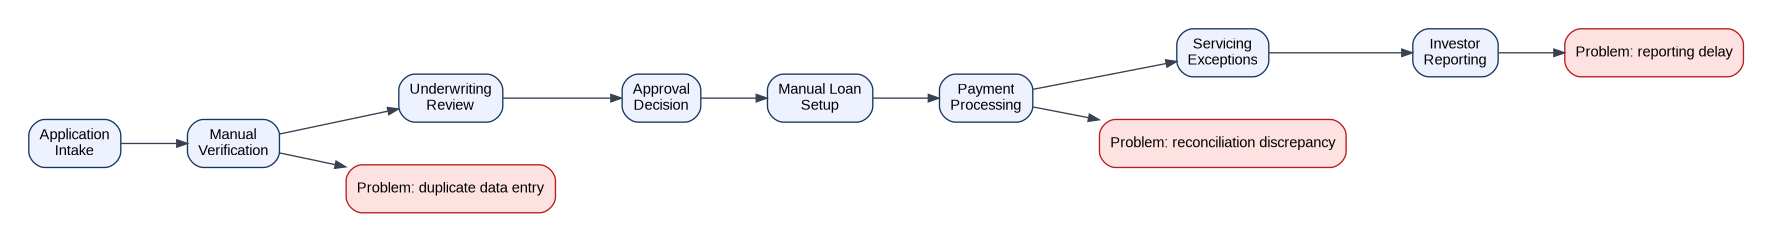 Application
Intake
Manual
Verification
Underwriting
Review
Problem: duplicate data entry
Approval
Decision
Manual Loan
Setup
Payment
Processing
Servicing
Exceptions
Problem: reconciliation discrepancy
Investor
Reporting
Problem: reporting delay